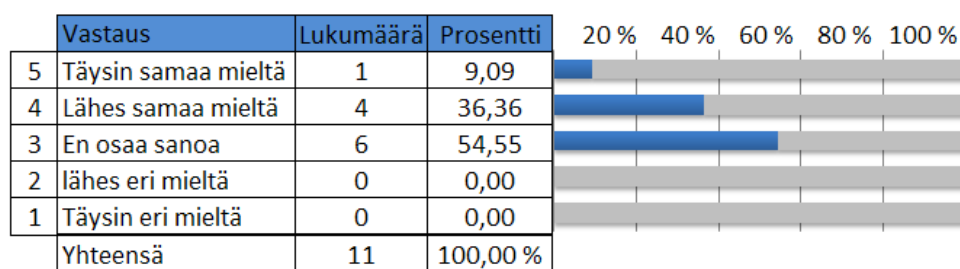 Vastaus Lukumäärä Prosentti 20 % 40 % 60 % 80 % 100 %
5 Täysin samaa mieltä 1 9,09
4 Lähes samaa mieltä 4 36,36
3 En osaa sanoa 6 54,55
2 lähes eri mieltä 0 0,00
1 Täysin eri mieltä 0 0,00
Yhteensä 11 100,00 %